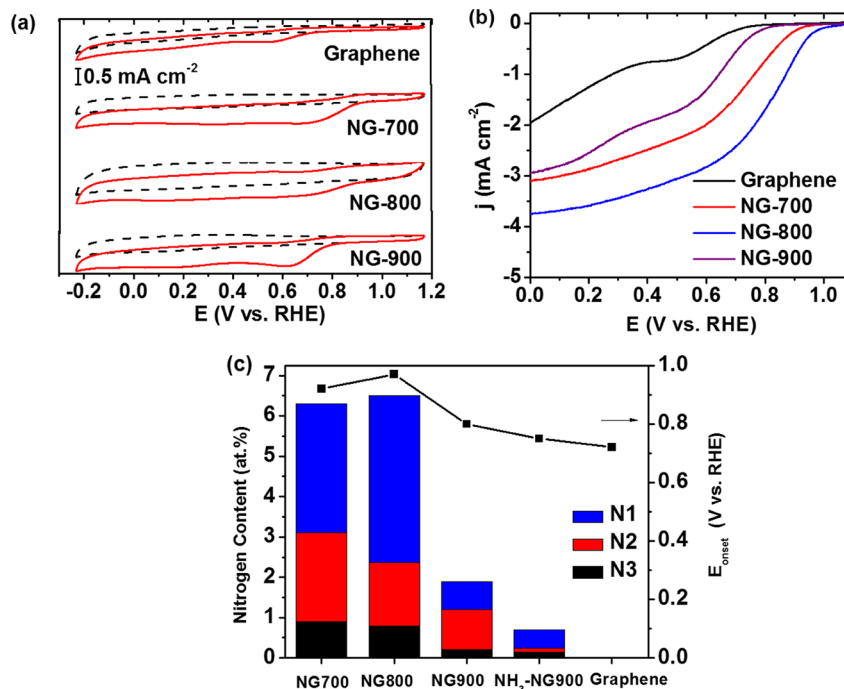 (a)
Graphene
0.5 mA cm⁻²
NG-700
NG-800
NG-900
-0.2 0.0 0.2 0.4 0.6 0.8 1.0 1.2
E (V vs. RHE)
(b)
0
-1
-2
-3
-4
-5
j (mA cm⁻²)
Graphene
NG-700
NG-800
NG-900
0.0 0.2 0.4 0.6 0.8 1.0
E (V vs. RHE)
(c)
7
6
5
4
3
2
1
0
Nitrogen Content (at.%)
N1
N2
N3
1.0
0.8
0.6
0.4
0.2
0.0
E_onset (V vs. RHE)
NG700 NG800 NG900 NH₃-NG900 Graphene